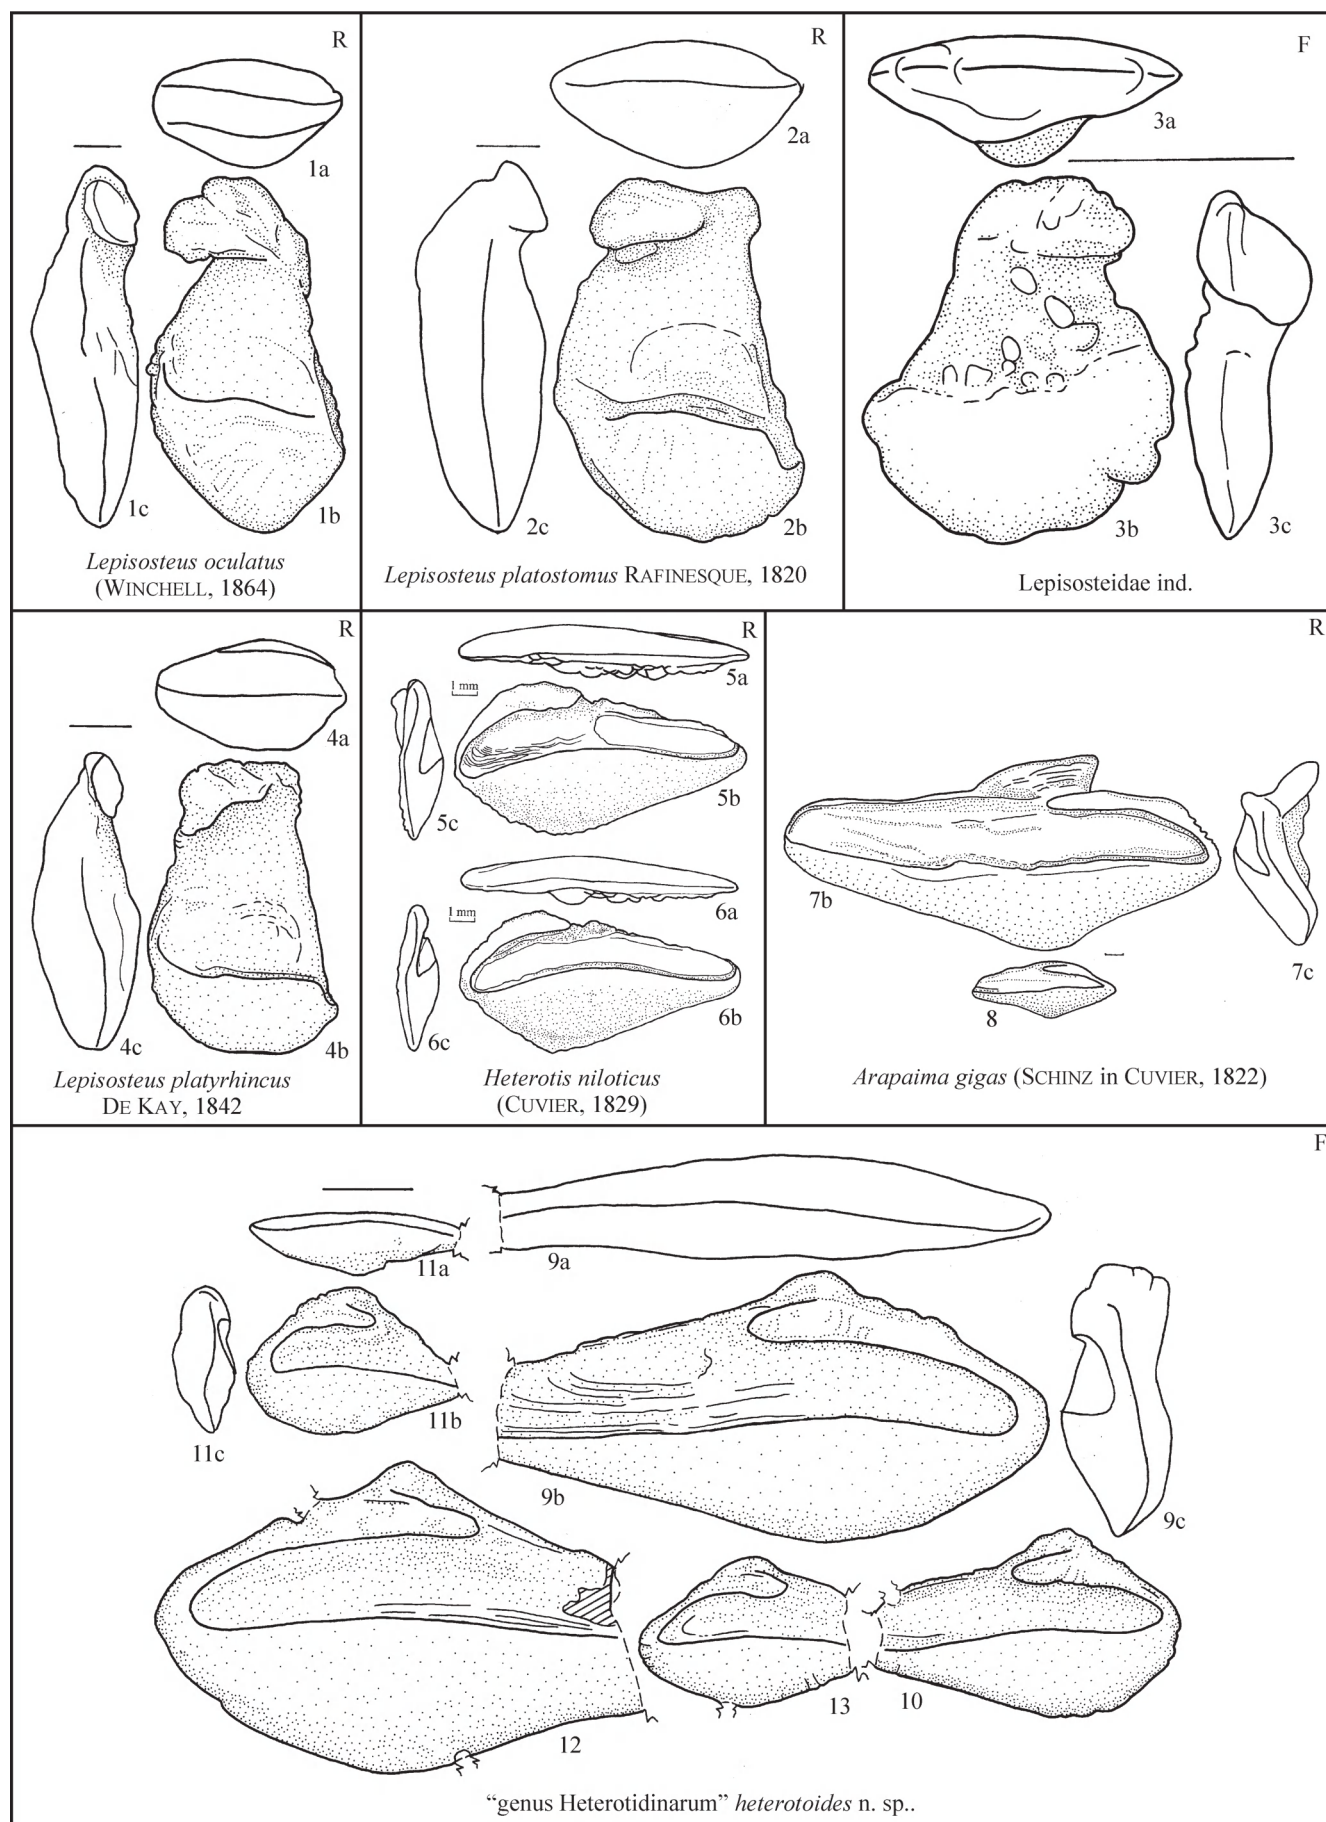 R
1a
1c
1b
Lepisosteus oculatus
(WINCHELL, 1864)
R
2a
2c
2b
Lepisosteus platostomus RAFINESQUE, 1820
F
3a
3b
3c
Lepisosteidae ind.
R
4a
4c
4b
Lepisosteus platyrhincus
DE KAY, 1842
R
5a
1 mm
5b
5c
6a
1 mm
6b
6c
Heterotis niloticus
(CUVIER, 1829)
R
7b
7c
8
Arapaima gigas (SCHINZ in CUVIER, 1822)
F
11a
9a
11b
11c
9b
9c
13
10
12
“genus Heterotidinarum” heterotoides n. sp..